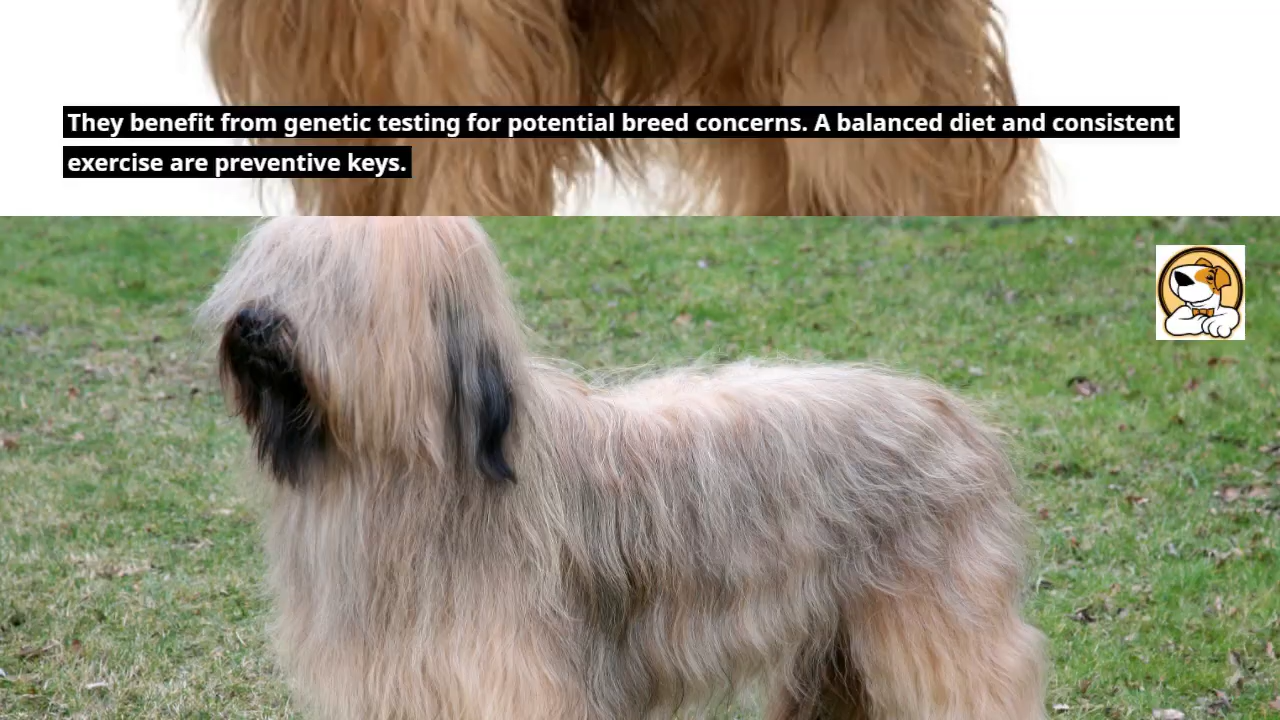 They benefit from genetic testing for potential breed concerns. A balanced diet and consistent
exercise are preventive keys.